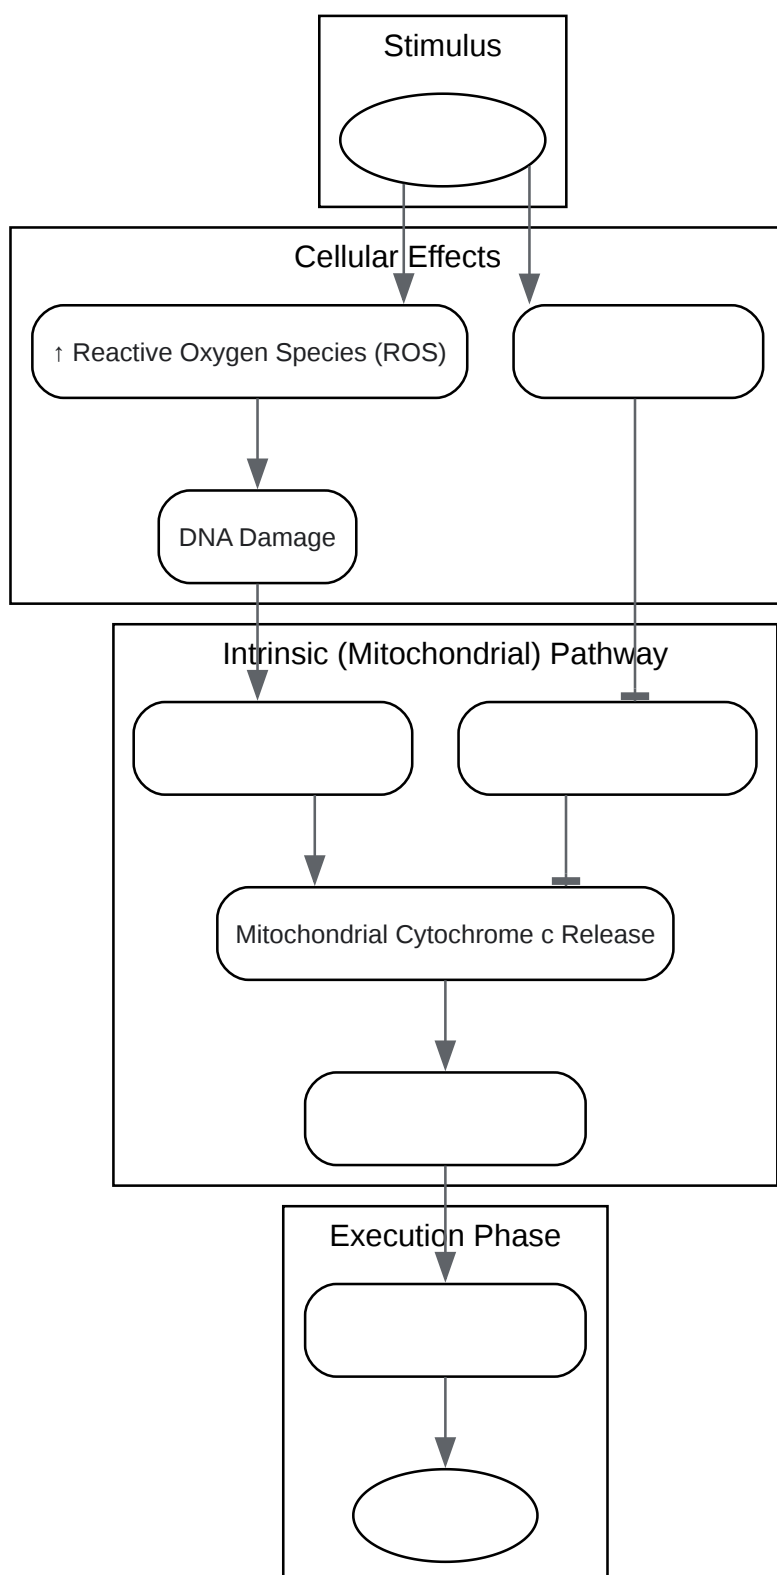 Stimulus
Cellular Effects
↑ Reactive Oxygen Species (ROS)
DNA Damage
Intrinsic (Mitochondrial) Pathway
Mitochondrial Cytochrome c Release
Execution Phase